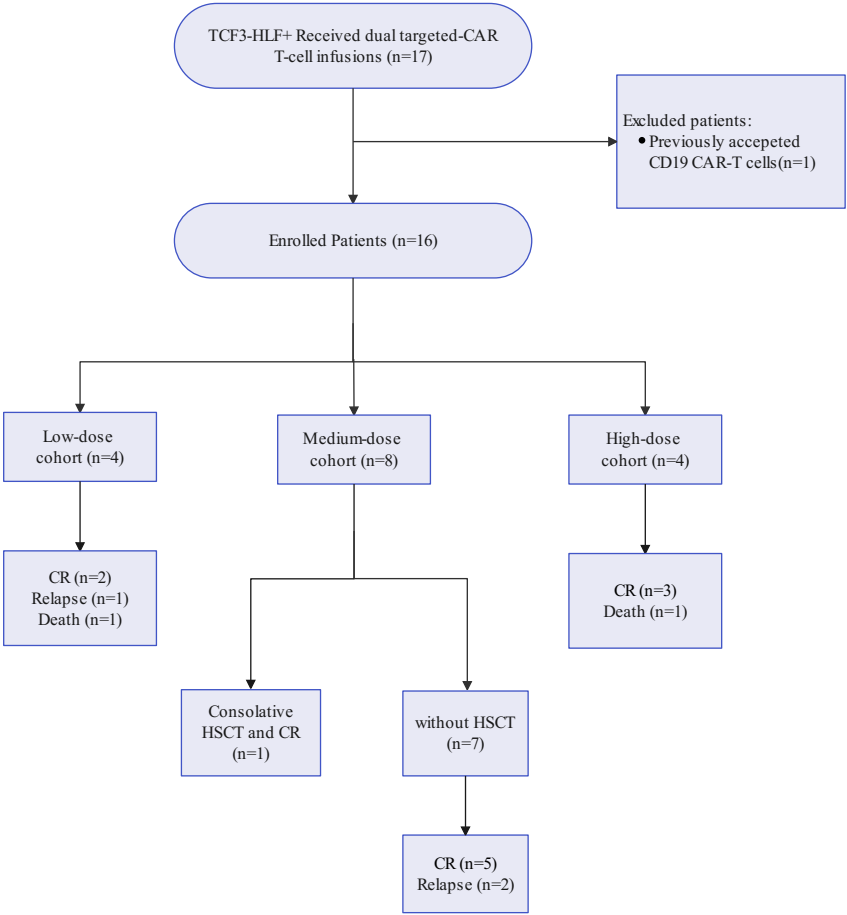 TCF3-HLF+ Received dual targeted-CAR
T-cell infusions (n=17)
Excluded patients:
• Previously accepeted
CD19 CAR-T cells(n=1)
Enrolled Patients (n=16)
Low-dose
cohort (n=4)
Medium-dose
cohort (n=8)
High-dose
cohort (n=4)
CR (n=2)
Relapse (n=1)
Death (n=1)
CR (n=3)
Death (n=1)
Consolative
HSCT and CR
(n=1)
without HSCT
(n=7)
CR (n=5)
Relapse (n=2)